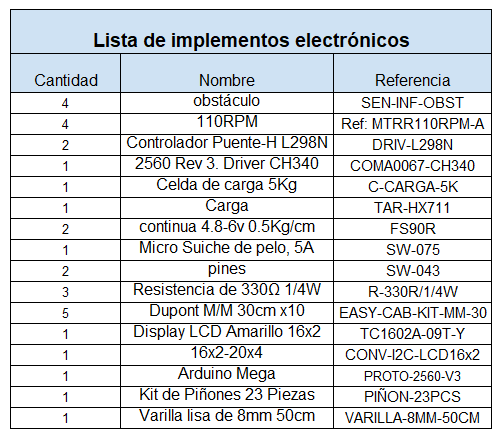 Lista de implementos electrónicos
Cantidad Nombre Referencia
4 obstáculo SEN-INF-OBST
4 110RPM Ref: MTRR110RPM-A
2 Controlador Puente-H L298N DRIV-L298N
1 2560 Rev 3. Driver CH340 COMA0067-CH340
1 Celda de carga 5Kg C-CARGA-5K
1 Carga TAR-HX711
2 continua 4.8-6v 0.5Kg/cm FS90R
1 Micro Suiche de pelo, 5A SW-075
2 pines SW-043
3 Resistencia de 330Ω 1/4W R-330R/1/4W
5 Dupont M/M 30cm x10 EASY-CAB-KIT-MM-30
1 Display LCD Amarillo 16x2 TC1602A-09T-Y
1 16x2-20x4 CONV-I2C-LCD16x2
1 Arduino Mega PROTO-2560-V3
1 Kit de Piñones 23 Piezas PIÑON-23PCS
1 Varilla lisa de 8mm 50cm VARILLA-8MM-50CM